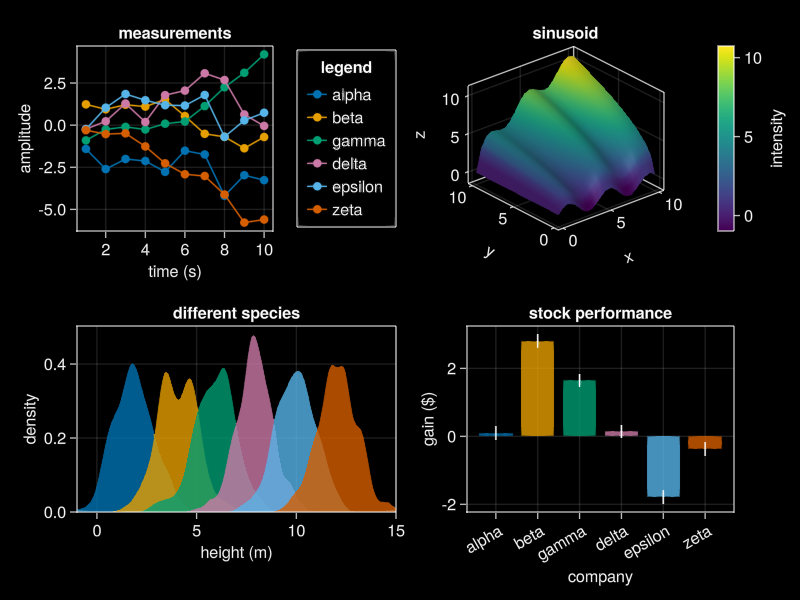 measurements
amplitude
2.5
0.0
-2.5
-5.0
2 4 6 8 10
time (s)
legend
alpha
beta
gamma
delta
epsilon
zeta
sinusoid
z
10
5
0
10
5
0
y
0
5
10
x
10
5
0
intensity
different species
density
0.4
0.2
0.0
0 5 10 15
height (m)
stock performance
gain ($)
2
0
-2
alpha beta gamma delta epsilon zeta
company